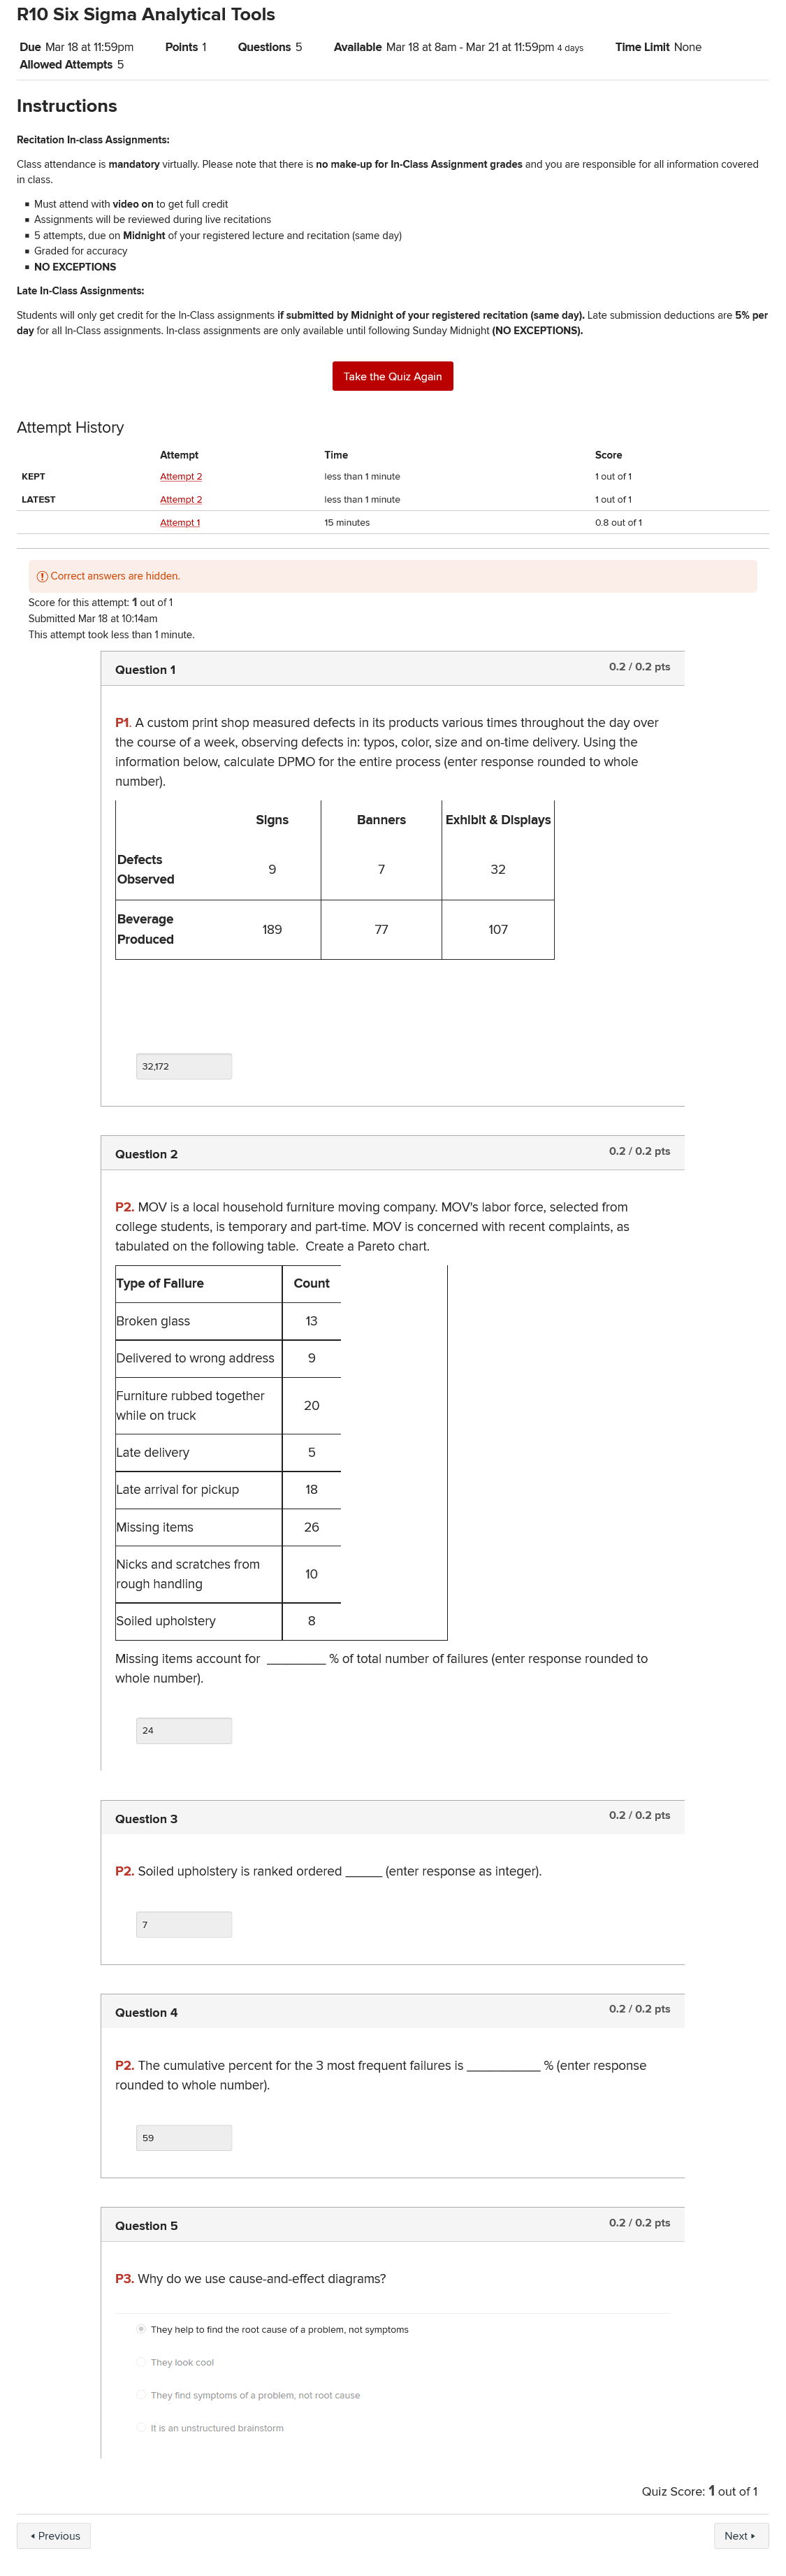 R10 Six Sigma Analytical Tools
Due Mar 18 at 11:59pm Points 1 Questions 5 Available Mar 18 at 8am - Mar 21 at 11:59pm 4 days Time Limit None
Allowed Attempts 5
Instructions
Recitation In-class Assignments:
Class attendance is mandatory virtually. Please note that there is no make-up for In-Class Assignment grades and you are responsible for all information covered
in class.
Must attend with video on to get full credit
Assignments will be reviewed during live recitations
5 attempts, due on Midnight of your registered lecture and recitation (same day)
Graded for accuracy
NO EXCEPTIONS
Late In-Class Assignments:
Students will only get credit for the In-Class assignments if submitted by Midnight of your registered recitation (same day). Late submission deductions are 5% per
day for all In-Class assignments. In-class assignments are only available until following Sunday Midnight (NO EXCEPTIONS).
Take the Quiz Again
Attempt History
Attempt Time Score
KEPT Attempt 2 less than 1 minute 1 out of 1
LATEST Attempt 2 less than 1 minute 1 out of 1
Attempt 1 15 minutes 0.8 out of 1
Correct answers are hidden.
Score for this attempt: 1 out of 1
Submitted Mar 18 at 10:14am
This attempt took less than 1 minute.
Question 1 0.2 / 0.2 pts
P1. A custom print shop measured defects in its products various times throughout the day over
the course of a week, observing defects in: typos, color, size and on-time delivery. Using the
information below, calculate DPMO for the entire process (enter response rounded to whole
number).
Signs Banners Exhibit & Displays
Defects
Observed 9 7 32
Beverage
Produced 189 77 107
32,172
Question 2 0.2 / 0.2 pts
P2. MOV is a local household furniture moving company. MOV's labor force, selected from
college students, is temporary and part-time. MOV is concerned with recent complaints, as
tabulated on the following table. Create a Pareto chart.
Type of Failure Count
Broken glass 13
Delivered to wrong address 9
Furniture rubbed together
while on truck 20
Late delivery 5
Late arrival for pickup 18
Missing items 26
Nicks and scratches from
rough handling 10
Soiled upholstery 8
Missing items account for ________ % of total number of failures (enter response rounded to
whole number).
24
Question 3 0.2 / 0.2 pts
P2. Soiled upholstery is ranked ordered _____ (enter response as integer).
7
Question 4 0.2 / 0.2 pts
P2. The cumulative percent for the 3 most frequent failures is __________ % (enter response
rounded to whole number).
59
Question 5 0.2 / 0.2 pts
P3. Why do we use cause-and-effect diagrams?
They help to find the root cause of a problem, not symptoms
They look cool
They find symptoms of a problem, not root cause
It is an unstructured brainstorm
Quiz Score: 1 out of 1
Previous Next